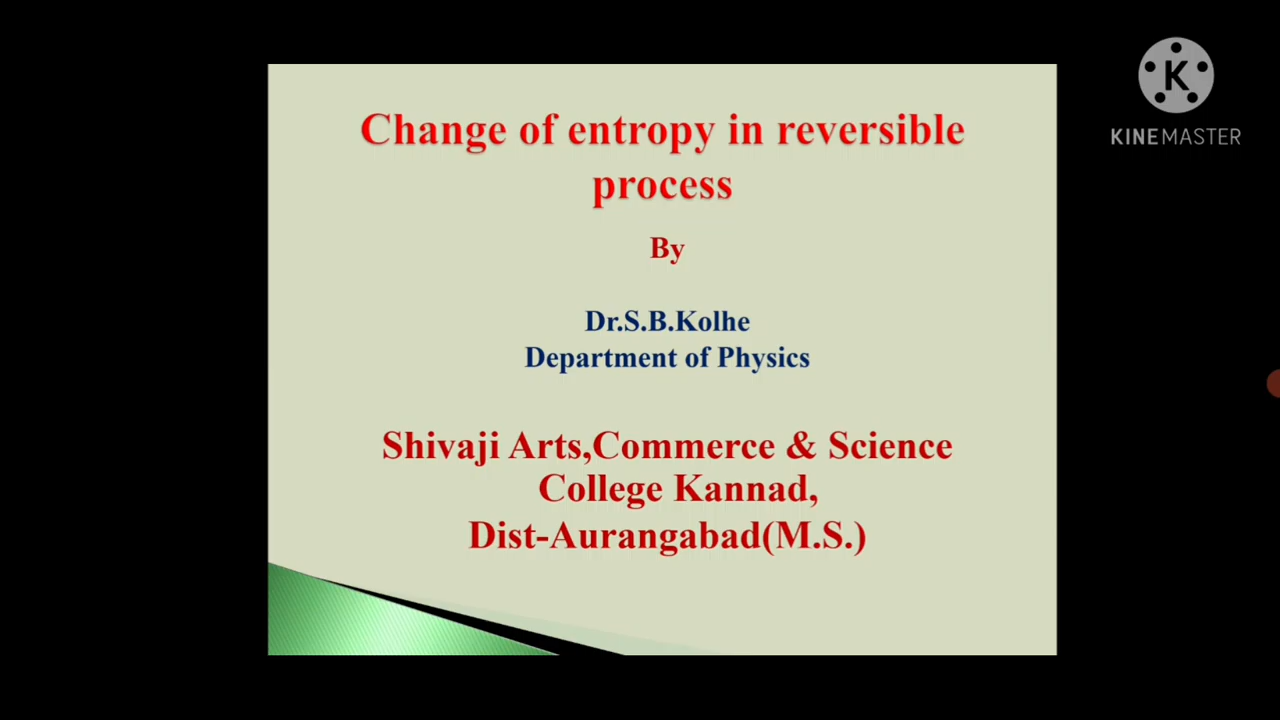 Change of entropy in reversible
process
By
Dr.S.B.Kolhe
Department of Physics
Shivaji Arts,Commerce & Science
College Kannad,
Dist-Aurangabad(M.S.)
K
KINEMASTER